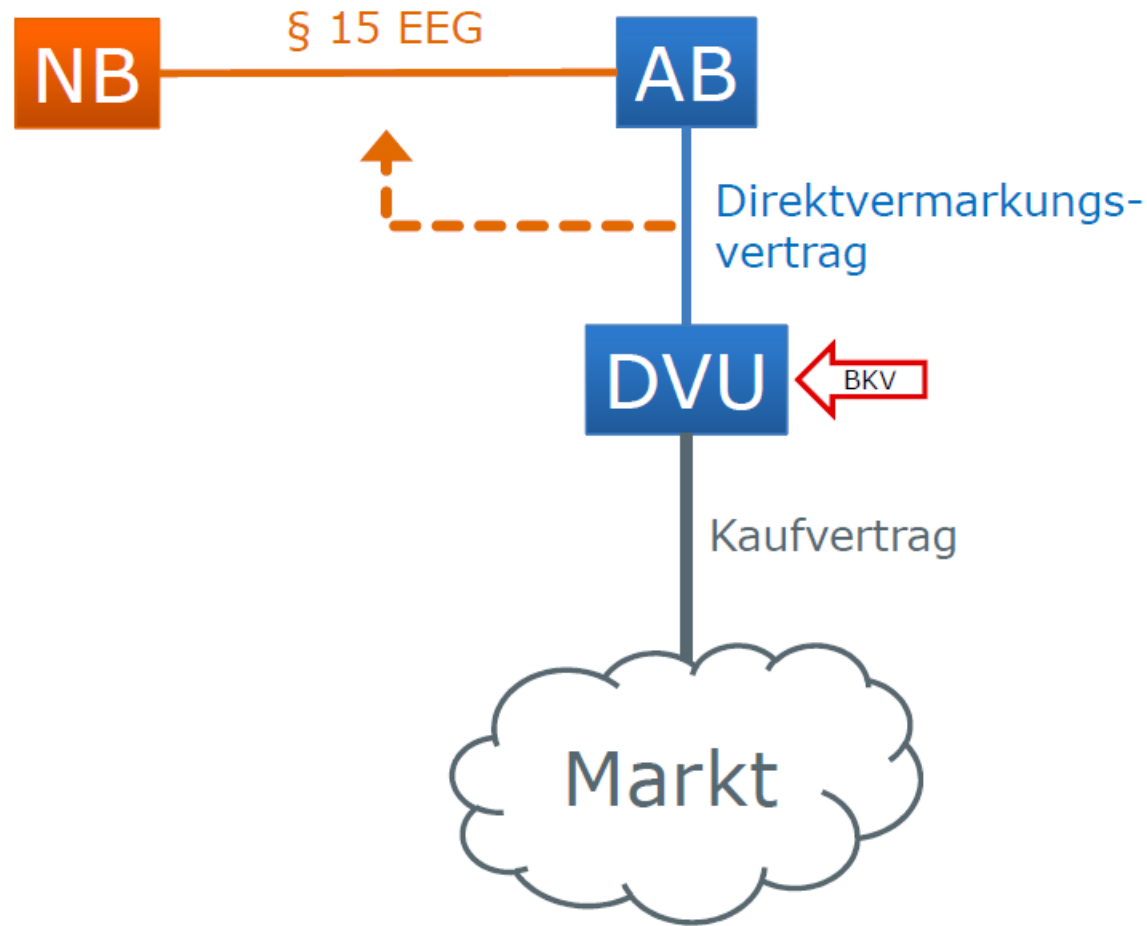 § 15 EEG
NB
AB
Direktvermarkungs-
vertrag
DVU
BKV
Kaufvertrag
Markt